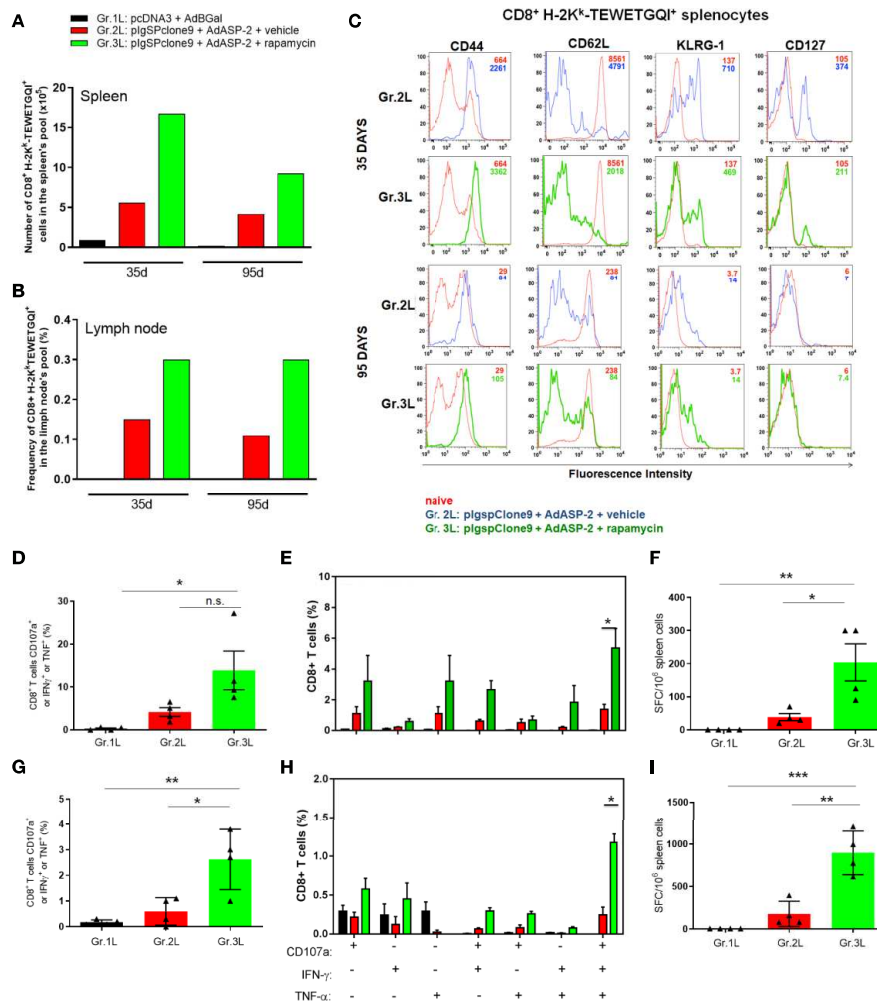 A
Gr.1L: pcDNA3 + AdBGal
Gr.2L: pIgSPclone9 + AdASP-2 + vehicle
Gr.3L: pIgSPclone9 + AdASP-2 + rapamycin
Spleen
Number of CD8⁺ H-2Kᵏ-TEWETGQI⁺
cells in the spleen's pool (x10⁵)
20
15
10
5
0
35d
95d
B
Lymph node
Frequency of CD8+ H-2KᵏTEWETGQI⁺
in the limph node's pool (%)
0.4
0.3
0.2
0.1
0.0
35d
95d
C
CD8⁺ H-2Kᵏ-TEWETGQI⁺ splenocytes
CD44
CD62L
KLRG-1
CD127
35 DAYS
Gr.2L
664
2261
8561
4791
137
710
105
374
Gr.3L
664
3362
8561
2018
137
469
105
211
95 DAYS
Gr.2L
29
238
3.7
14
6
Gr.3L
29
105
238
84
3.7
14
6
7.4
Fluorescence Intensity
naive
Gr. 2L: pIgspClone9 + AdASP-2 + vehicle
Gr. 3L: pIgspClone9 + AdASP-2 + rapamycin
D
CD8⁺ T cells CD107a⁺
or IFNγ⁺ or TNF⁺ (%)
30
20
10
0
*
n.s.
Gr.1L
Gr.2L
Gr.3L
E
CD8+ T cells (%)
10
8
6
4
2
0
*
F
SFC/10⁶ spleen cells
400
300
200
100
0
**
*
Gr.1L
Gr.2L
Gr.3L
G
CD8⁺ T cells CD107a⁺
or IFNγ⁺ or TNF⁺ (%)
5
4
3
2
1
0
**
*
Gr.1L
Gr.2L
Gr.3L
H
CD8+ T cells (%)
2.0
1.5
1.0
0.5
0.0
*
CD107a: + - - + + - +
IFN-γ: - + - + - + +
TNF-α: - - + - + + +
I
SFC/10⁶ spleen cells
1500
1000
500
0
***
**
Gr.1L
Gr.2L
Gr.3L